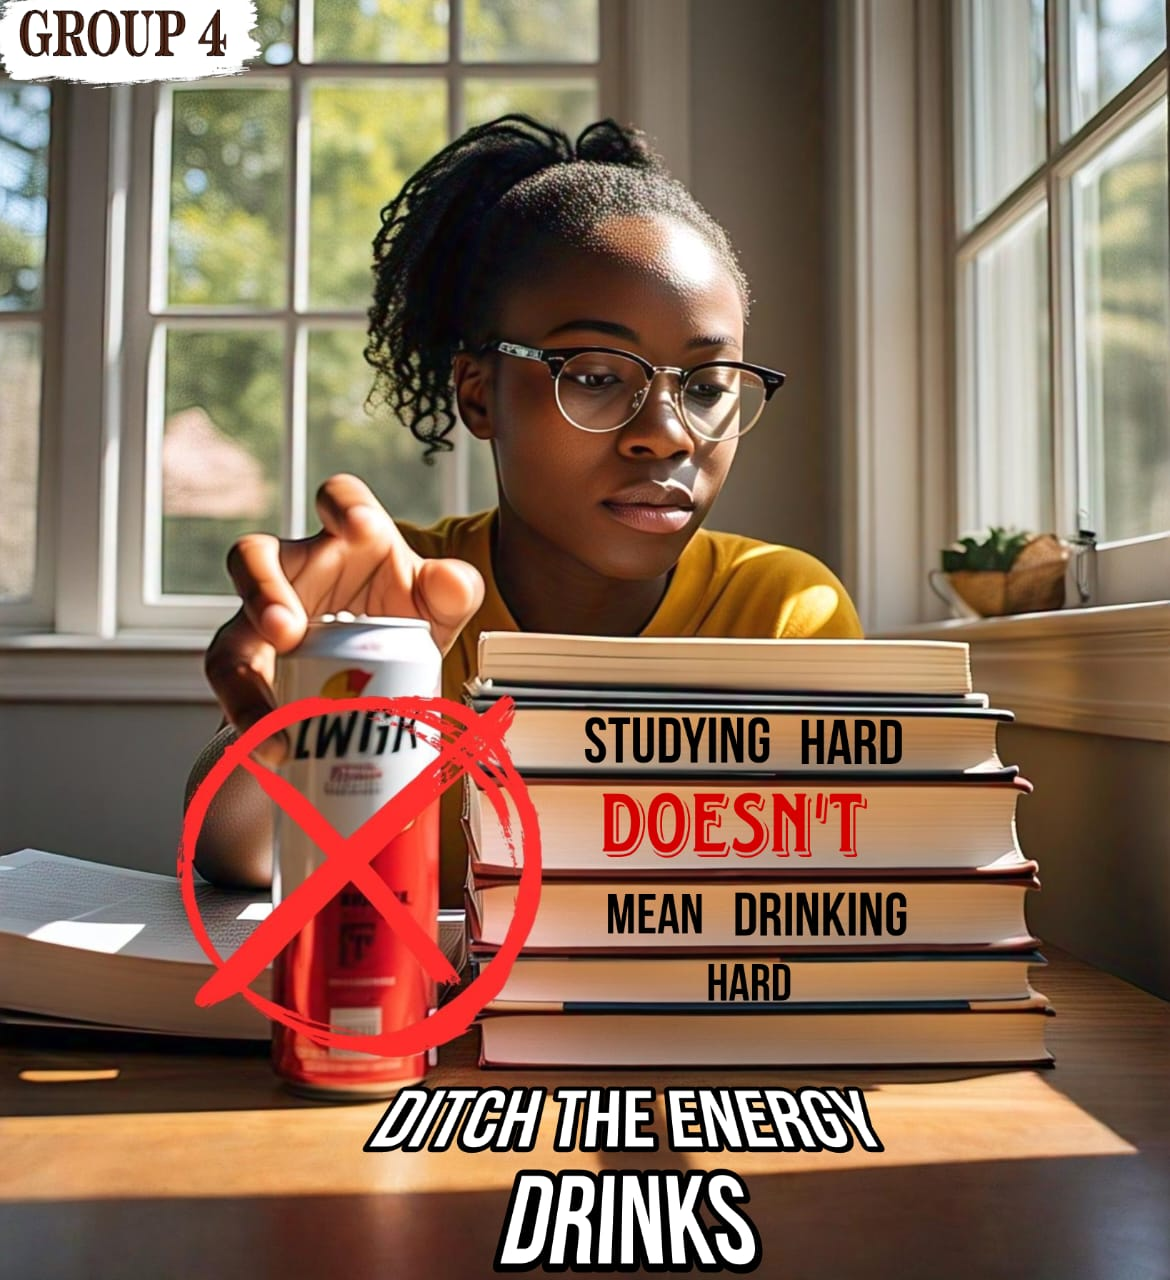 GROUP 4
STUDYING HARD
DOESN'T
MEAN DRINKING
HARD
DITCH THE ENERGY
DRINKS